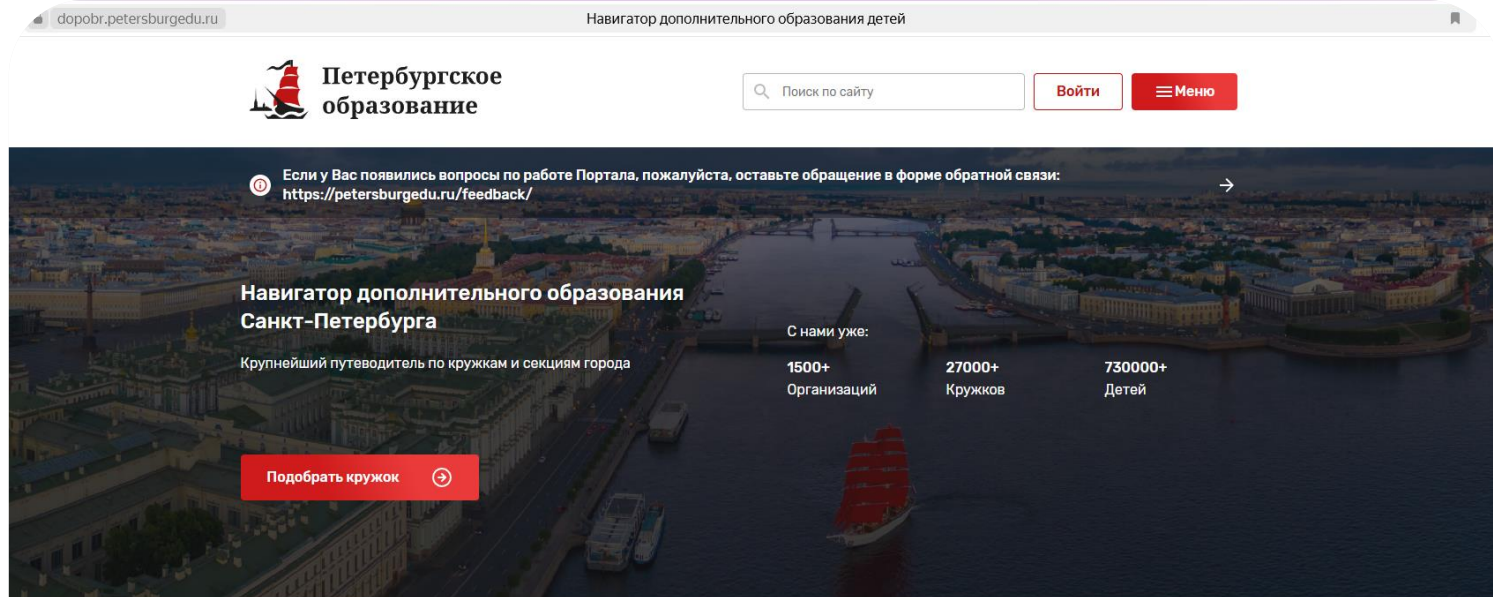 dopobr.petersburgedu.ru
Навигатор дополнительного образования детей
Петербургское
образование
Поиск по сайту
Войти
Меню
Если у Вас появились вопросы по работе Портала, пожалуйста, оставьте обращение в форме обратной связи:
https://petersburgedu.ru/feedback/
Навигатор дополнительного образования
Санкт-Петербурга
Крупнейший путеводитель по кружкам и секциям города
С нами уже:
1500+ 27000+ 730000+
Организаций Кружков Детей
Подобрать кружок